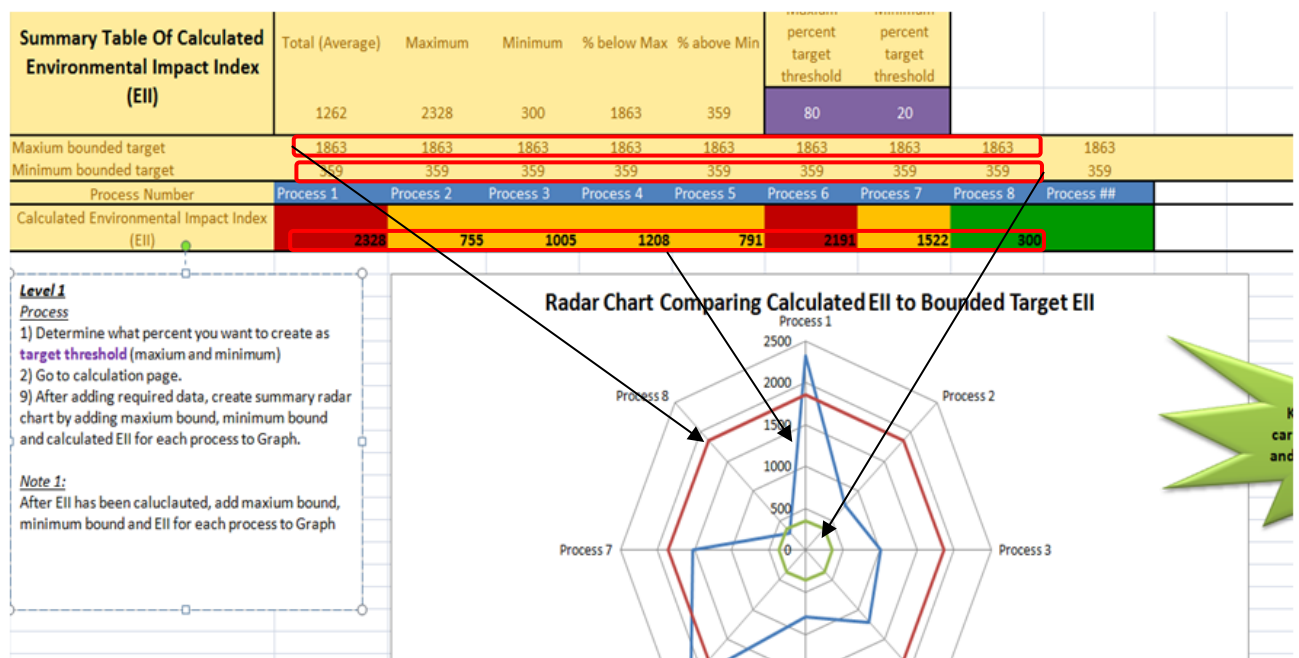 Summary Table Of Calculated
Environmental Impact Index
(EII)
Total (Average) Maximum Minimum % below Max % above Min
percent percent
target target
threshold threshold
1262 2328 300 1863 359 80 20
Maxium bounded target 1863 1863 1863 1863 1863 1863 1863 1863 1863
Minimum bounded target 359 359 359 359 359 359 359 359 359
Process Number Process 1 Process 2 Process 3 Process 4 Process 5 Process 6 Process 7 Process 8 Process ##
Calculated Environmental Impact Index
(EII) 2328 755 1005 1208 791 2191 1522 300
Level 1
Process
1) Determine what percent you want to create as
target threshold (maxium and minimum)
2) Go to calculation page.
9) After adding required data, create summary radar
chart by adding maxium bound, minimum bound
and calculated EII for each process to Graph.
Note 1:
After EII has been caluclauted, add maxium bound,
minimum bound and EII for each process to Graph
Radar Chart Comparing Calculated EII to Bounded Target EII
Process 1
2500
2000
Process 8 Process 2
1500
1000
500
Process 7 0 Process 3
K
car
and